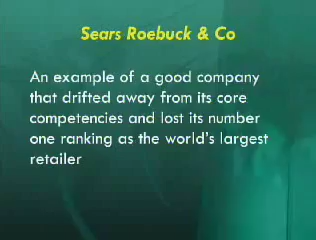 Sears Roebuck & Co
An example of a good company
that drifted away from its core
competencies and lost its number
one ranking as the world's largest
retailer